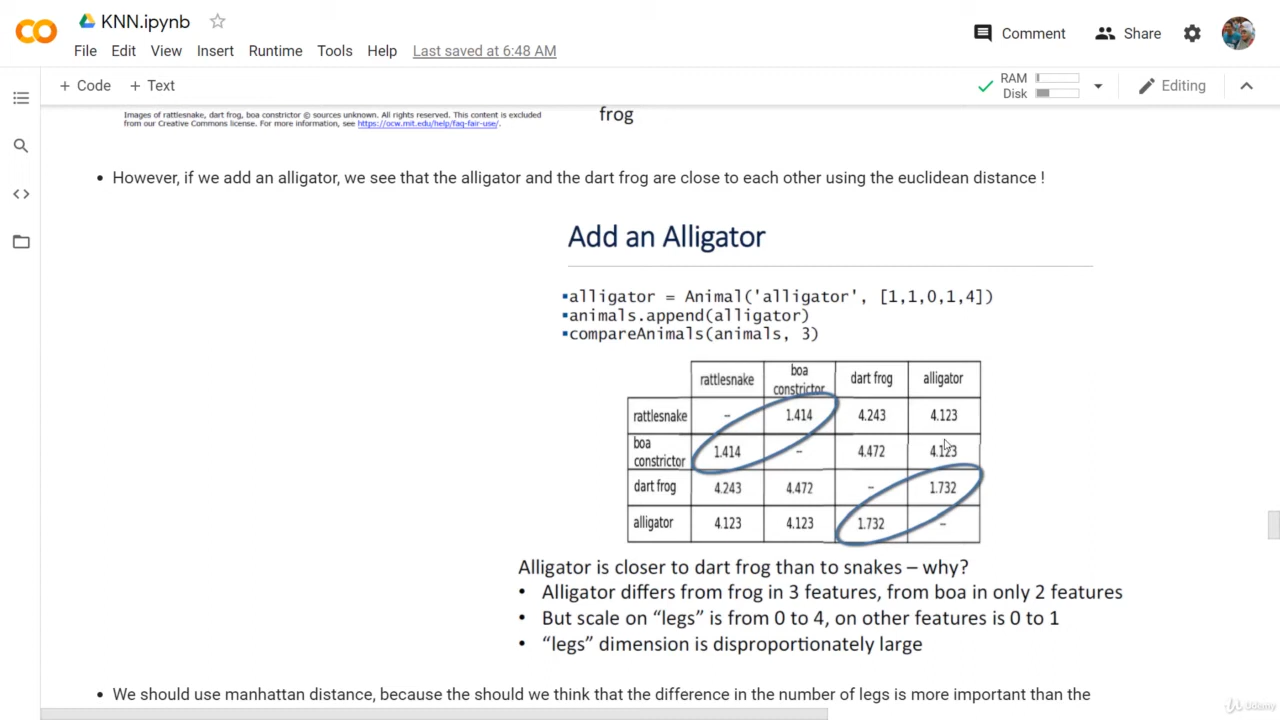 KNN.ipynb
File Edit View Insert Runtime Tools Help Last saved at 6:48 AM
Comment Share
+ Code + Text
RAM
Disk
Editing
Images of rattlesnake, dart frog, boa constrictor © sources unknown. All rights reserved. This content is excluded
from our Creative Commons license. For more information, see https://ocw.mit.edu/help/faq-fair-use/.
frog
• However, if we add an alligator, we see that the alligator and the dart frog are close to each other using the euclidean distance !
Add an Alligator
▪alligator = Animal('alligator', [1,1,0,1,4])
▪animals.append(alligator)
▪compareAnimals(animals, 3)
rattlesnake boa constrictor dart frog alligator
rattlesnake -- 1.414 4.243 4.123
boa constrictor 1.414 -- 4.472 4.123
dart frog 4.243 4.472 -- 1.732
alligator 4.123 4.123 1.732 --
Alligator is closer to dart frog than to snakes – why?
• Alligator differs from frog in 3 features, from boa in only 2 features
• But scale on “legs” is from 0 to 4, on other features is 0 to 1
• “legs” dimension is disproportionately large
• We should use manhattan distance, because the should we think that the difference in the number of legs is more important than the
Udemy